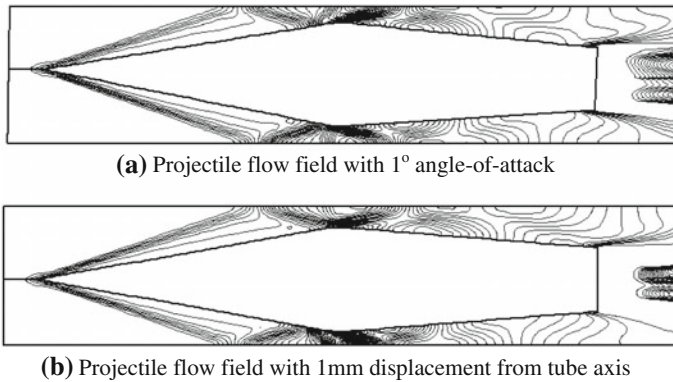 (a) Projectile flow field with 1° angle-of-attack
(b) Projectile flow field with 1mm displacement from tube axis